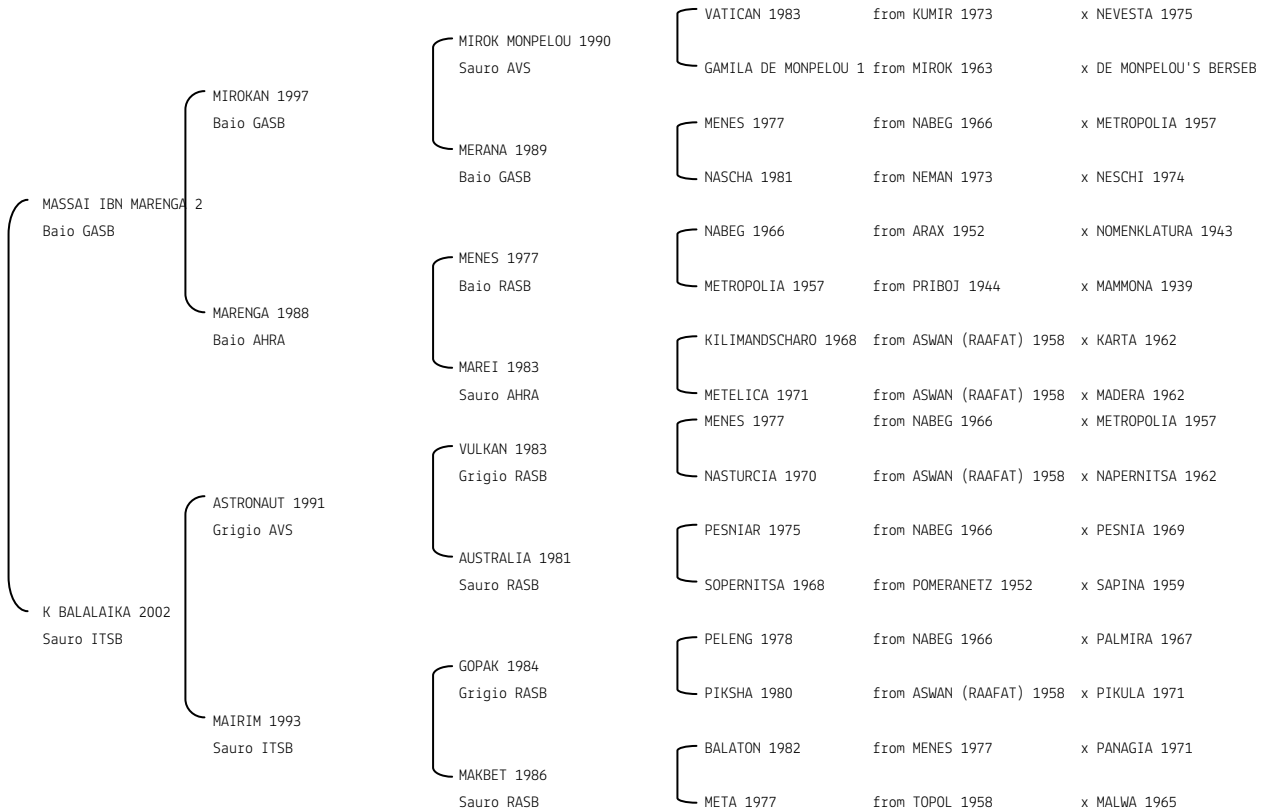 VATICAN 1983 from KUMIR 1973 x NEVESTA 1975
MIROK MONPELOU 1990
Sauro AVS
GAMILA DE MONPELOU 1 from MIROK 1963 x DE MONPELOU'S BERSEB
MIROKAN 1997
Baio GASB
MENES 1977 from NABEG 1966 x METROPOLIA 1957
MERANA 1989
Baio GASB
NASCHA 1981 from NEMAN 1973 x NESCHI 1974
MASSAI IBN MARENGA 2
Baio GASB
NABEG 1966 from ARAX 1952 x NOMENKLATURA 1943
MENES 1977
Baio RASB
METROPOLIA 1957 from PRIBOJ 1944 x MAMMONA 1939
MARENGA 1988
Baio AHRA
KILIMANDSCHARO 1968 from ASWAN (RAAFAT) 1958 x KARTA 1962
MAREI 1983
Sauro AHRA
METELICA 1971 from ASWAN (RAAFAT) 1958 x MADERA 1962
MENES 1977 from NABEG 1966 x METROPOLIA 1957
VULKAN 1983
Grigio RASB
NASTURCIA 1970 from ASWAN (RAAFAT) 1958 x NAPERNITSA 1962
ASTRONAUT 1991
Grigio AVS
PESNIAR 1975 from NABEG 1966 x PESNIA 1969
AUSTRALIA 1981
Sauro RASB
SOPERNITSA 1968 from POMERANETZ 1952 x SAPINA 1959
K BALALAIKA 2002
Sauro ITSB
PELENG 1978 from NABEG 1966 x PALMIRA 1967
GOPAK 1984
Grigio RASB
PIKSHA 1980 from ASWAN (RAAFAT) 1958 x PIKULA 1971
MAIRIM 1993
Sauro ITSB
BALATON 1982 from MENES 1977 x PANAGIA 1971
MAKBET 1986
Sauro RASB
META 1977 from TOPOL 1958 x MALWA 1965